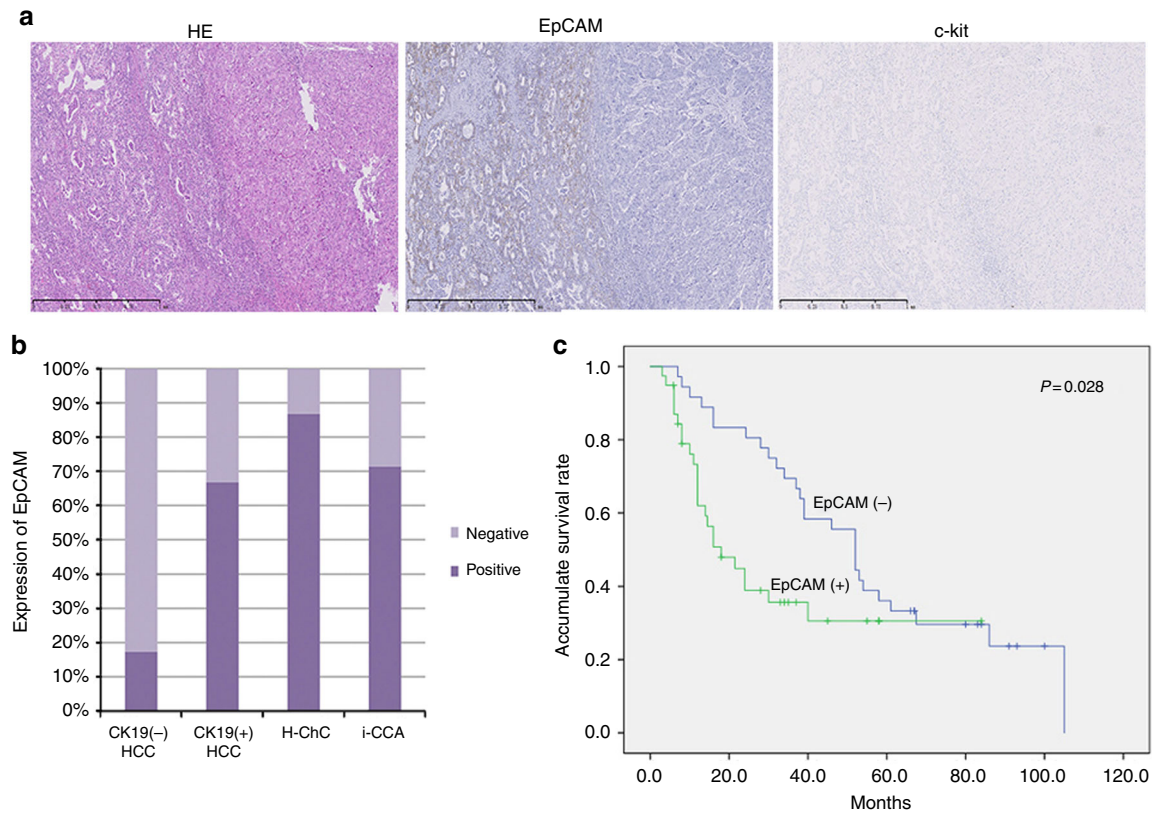 a
HE
EpCAM
c-kit
b
100%
90%
80%
70%
60%
50%
40%
30%
20%
10%
0%
Expression of EpCAM
CK19(–)
HCC
CK19(+)
HCC
H-ChC
i-CCA
Negative
Positive
c
P=0.028
1.0
0.8
0.6
0.4
0.2
0.0
Accumulate survival rate
EpCAM (–)
EpCAM (+)
0.0 20.0 40.0 60.0 80.0 100.0 120.0
Months